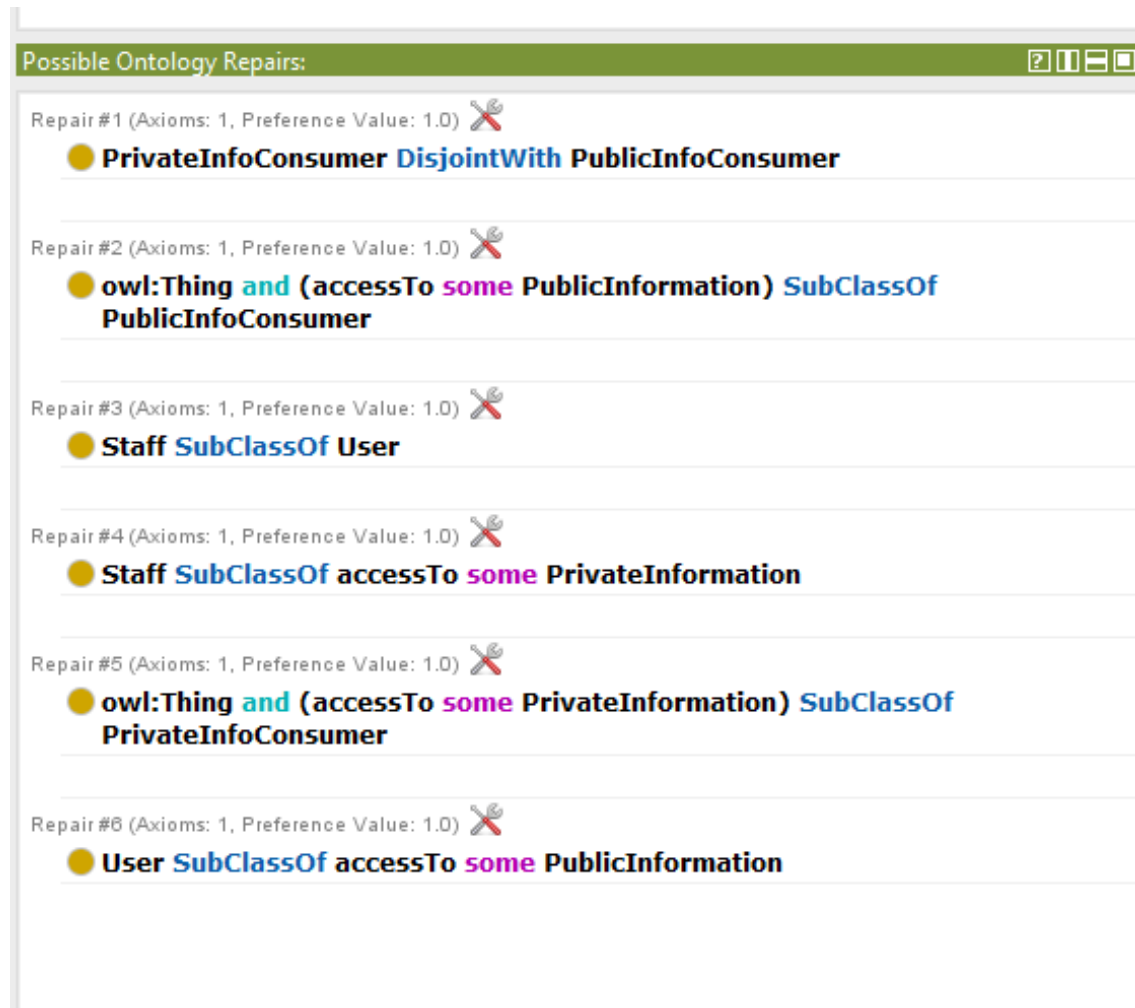 Possible Ontology Repairs:
Repair #1 (Axioms: 1, Preference Value: 1.0)
PrivateInfoConsumer DisjointWith PublicInfoConsumer
Repair #2 (Axioms: 1, Preference Value: 1.0)
owl:Thing and (accessTo some PublicInformation) SubClassOf
PublicInfoConsumer
Repair #3 (Axioms: 1, Preference Value: 1.0)
Staff SubClassOf User
Repair #4 (Axioms: 1, Preference Value: 1.0)
Staff SubClassOf accessTo some PrivateInformation
Repair #5 (Axioms: 1, Preference Value: 1.0)
owl:Thing and (accessTo some PrivateInformation) SubClassOf
PrivateInfoConsumer
Repair #6 (Axioms: 1, Preference Value: 1.0)
User SubClassOf accessTo some PublicInformation